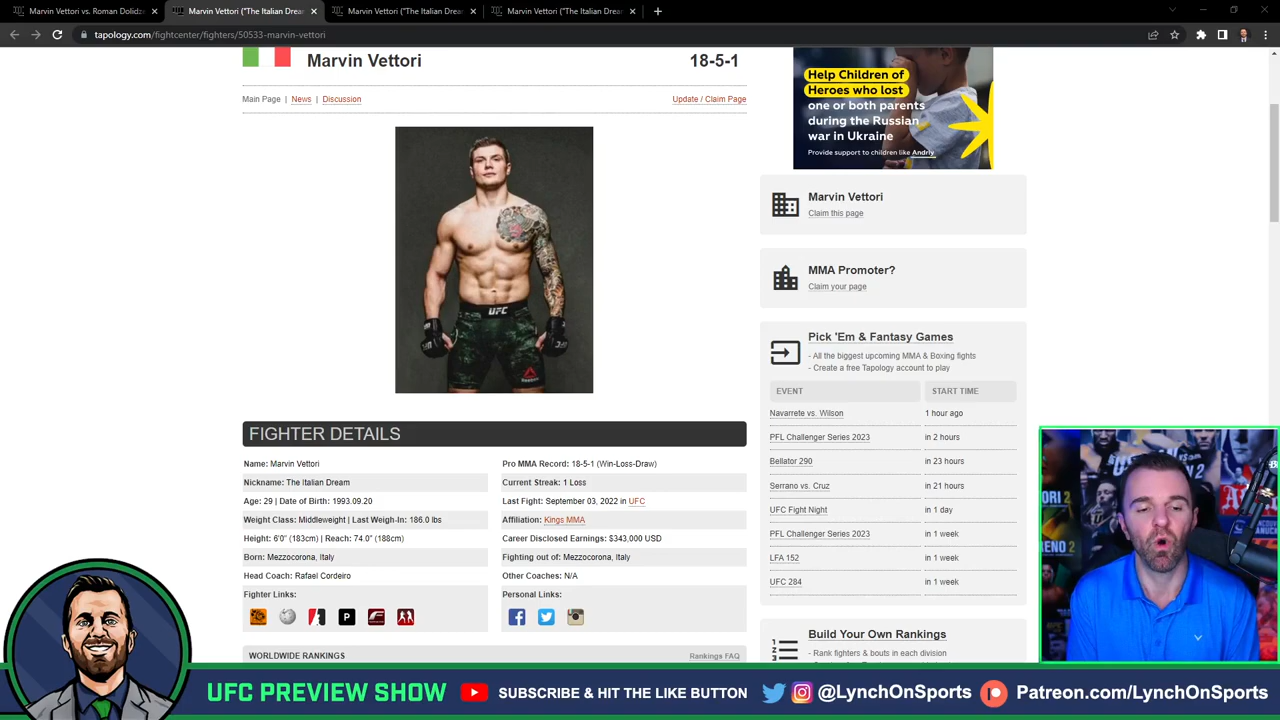 Marvin Vettori vs. Roman Dolidz
Marvin Vettori ("The Italian Drea
Marvin Vettori ("The Italian Drea
Marvin Vettori ("The Italian Drea
tapology.com/fightcenter/fighters/50533-marvin-vettori
Marvin Vettori
18-5-1
Main Page | News | Discussion
Update / Claim Page
FIGHTER DETAILS
Name: Marvin Vettori
Pro MMA Record: 18-5-1 (Win-Loss-Draw)
Nickname: The Italian Dream
Current Streak: 1 Loss
Age: 29 | Date of Birth: 1993.09.20
Last Fight: September 03, 2022 in UFC
Weight Class: Middleweight | Last Weigh-In: 186.0 lbs
Affiliation: Kings MMA
Height: 6'0" (183cm) | Reach: 74.0" (188cm)
Career Disclosed Earnings: $343,000 USD
Born: Mezzocorona, Italy
Fighting out of: Mezzocorona, Italy
Head Coach: Rafael Cordeiro
Other Coaches: N/A
Fighter Links:
Personal Links:
WORLDWIDE RANKINGS
Rankings FAQ
Help Children of
Heroes who lost
one or both parents
during the Russian
war in Ukraine
Provide support to children like Andriy
Marvin Vettori
Claim this page
MMA Promoter?
Claim your page
Pick 'Em & Fantasy Games
- All the biggest upcoming MMA & Boxing fights
- Create a free Tapology account to play
EVENT START TIME
Navarrete vs. Wilson 1 hour ago
PFL Challenger Series 2023 in 2 hours
Bellator 290 in 23 hours
Serrano vs. Cruz in 21 hours
UFC Fight Night in 1 day
PFL Challenger Series 2023 in 1 week
LFA 152 in 1 week
UFC 284 in 1 week
Build Your Own Rankings
- Rank fighters & bouts in each division
UFC
UFC PREVIEW SHOW
SUBSCRIBE & HIT THE LIKE BUTTON
@LynchOnSports
Patreon.com/LynchOnSports